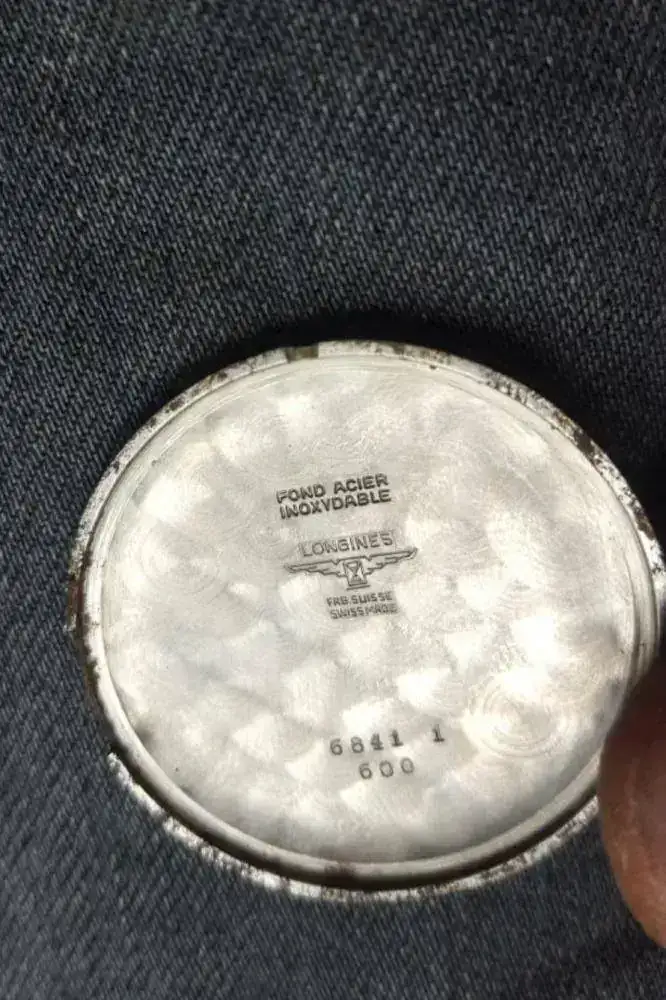 FOND ACIER
INOXYDABLE
LONGINES
FAB. SUISSE
SWISS MADE
6841 1
600